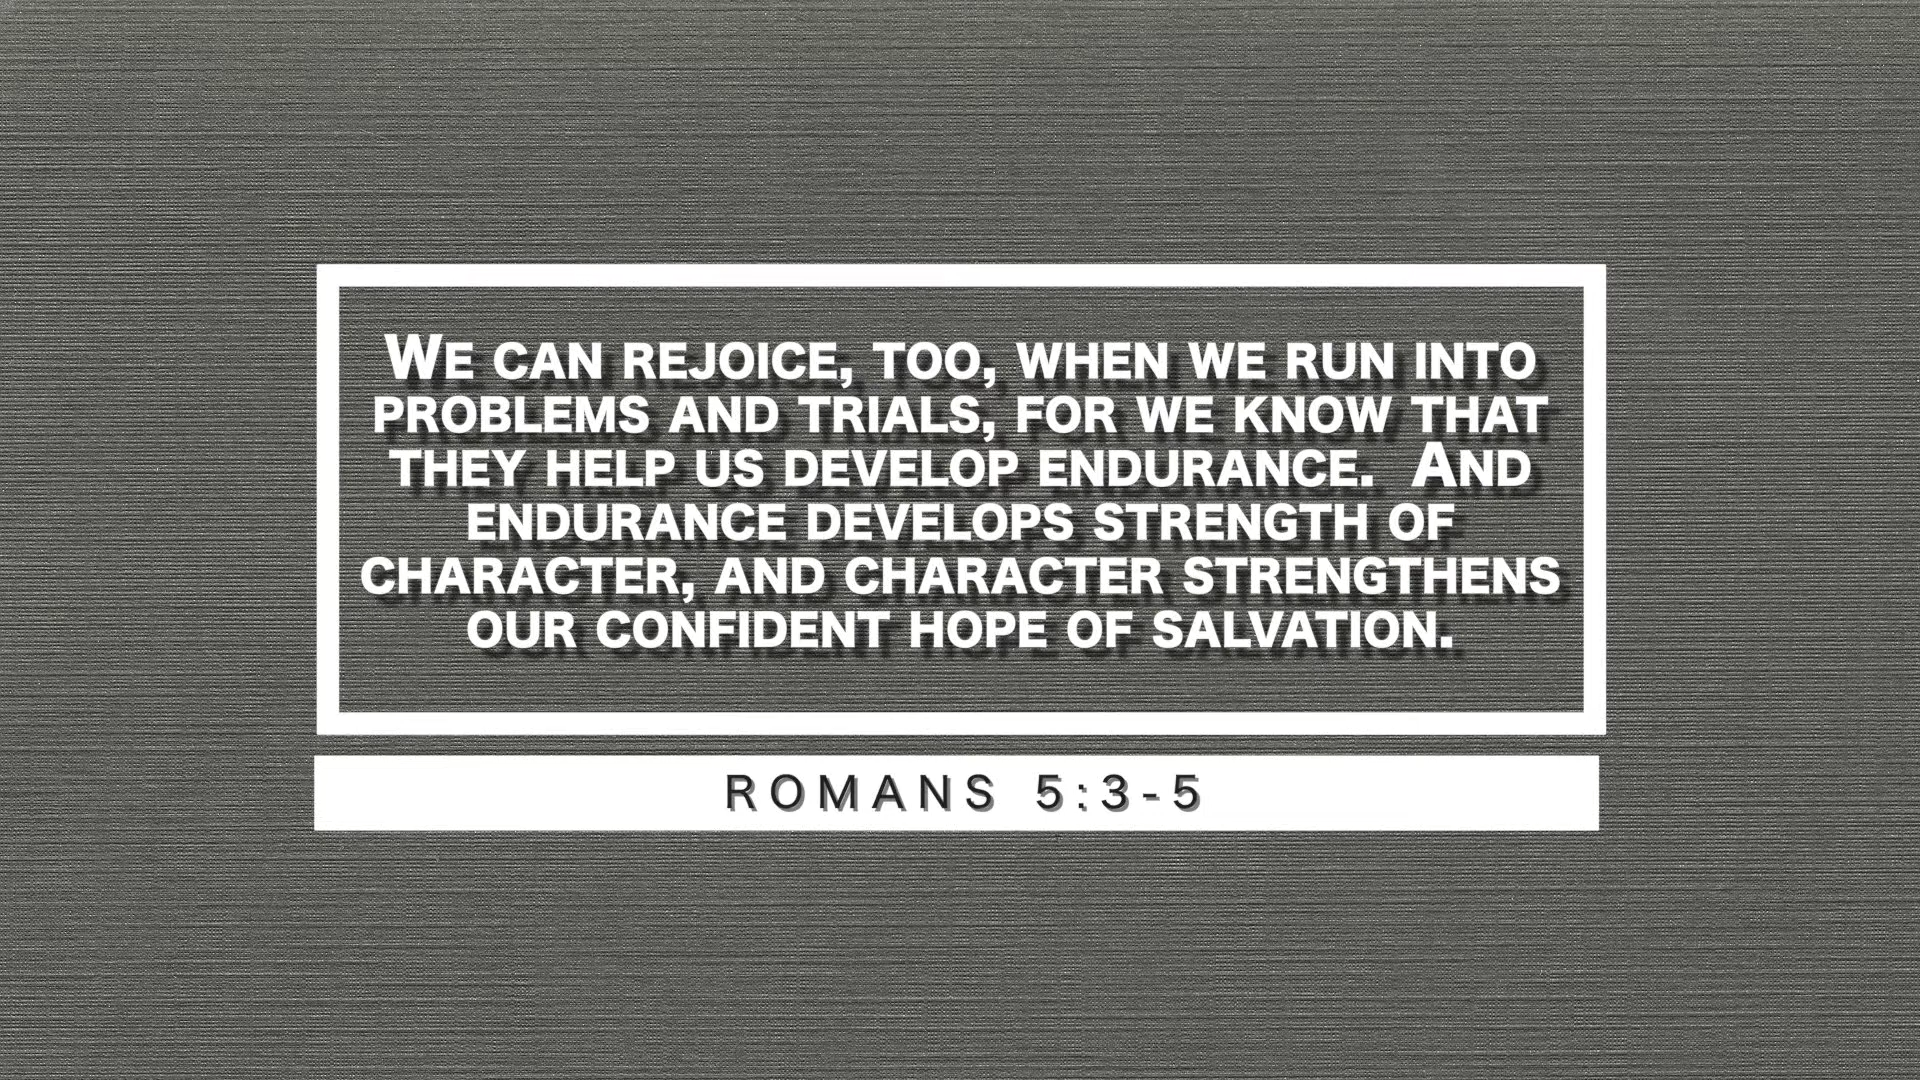 We can rejoice, too, when we run into
problems and trials, for we know that
they help us develop endurance.  And
endurance develops strength of
character, and character strengthens
our confident hope of salvation.
ROMANS 5:3-5